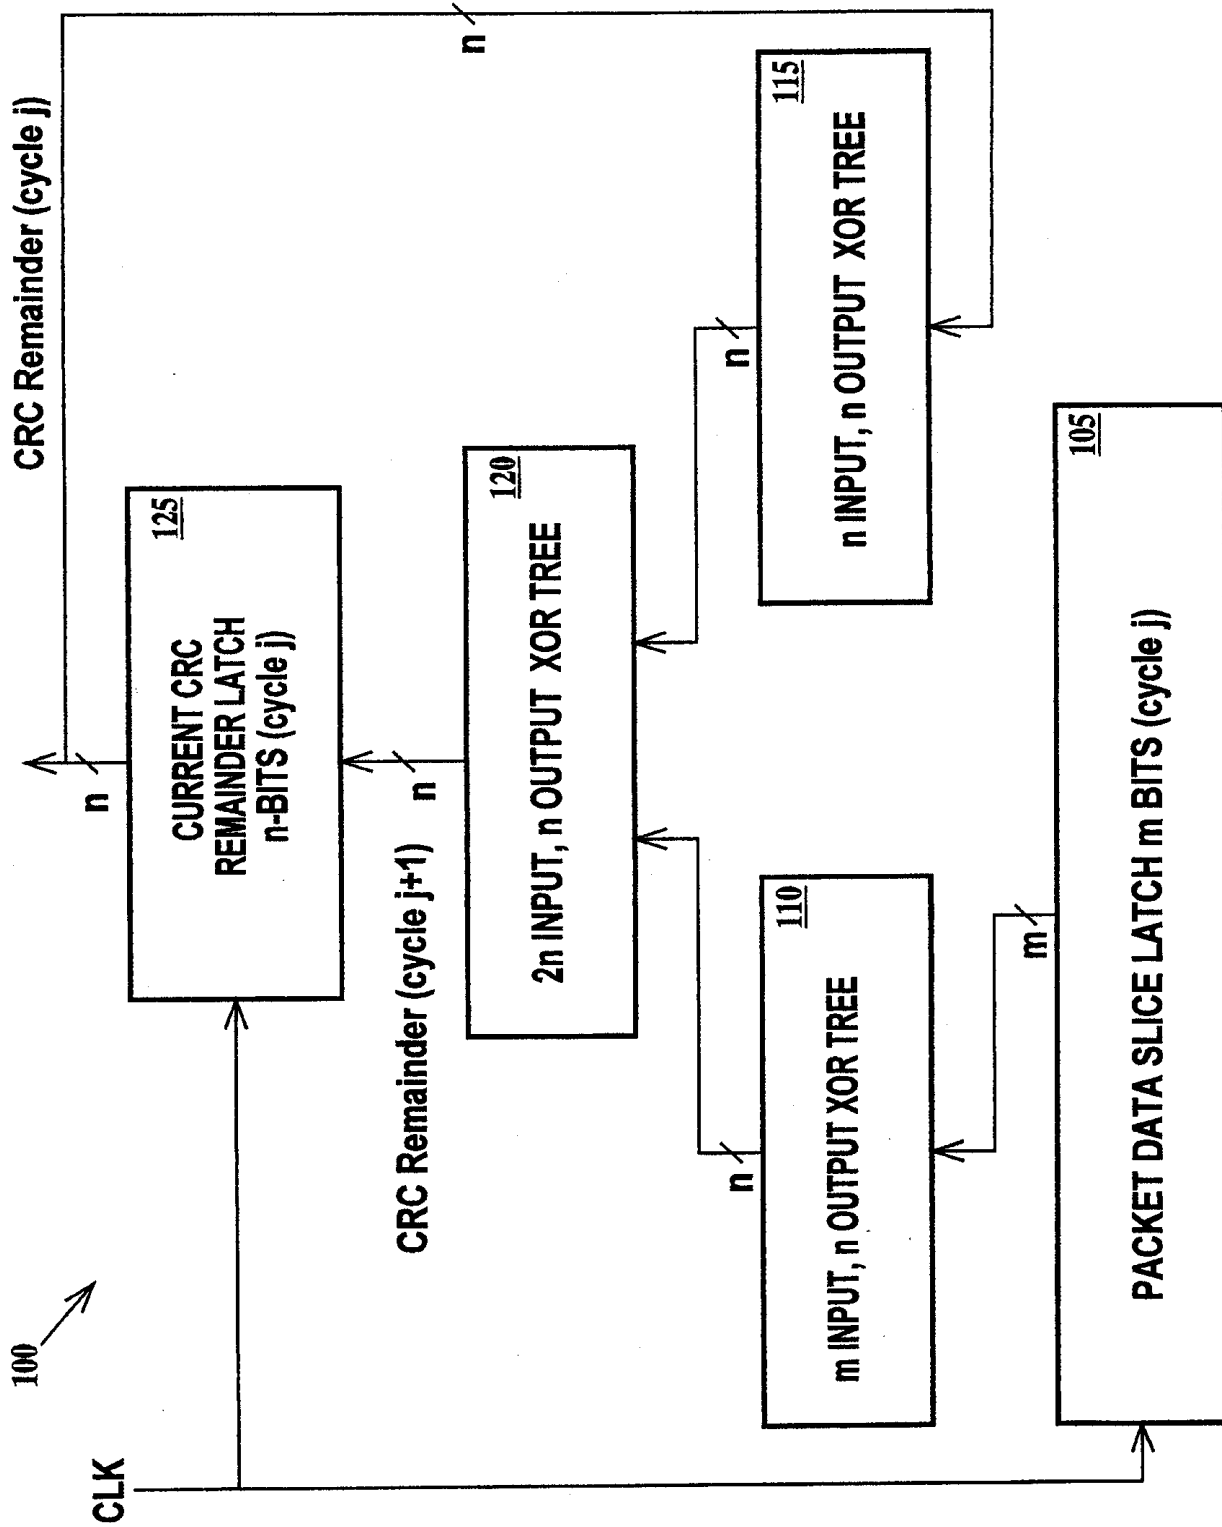 CRC Remainder (cycle j)
n
n
125
CURRENT CRC
REMAINDER LATCH
n-BITS (cycle j)
CRC Remainder (cycle j+1)
n
120
2n INPUT, n OUTPUT XOR TREE
n
n
115
n INPUT, n OUTPUT XOR TREE
110
m INPUT, n OUTPUT XOR TREE
m
105
PACKET DATA SLICE LATCH m BITS (cycle j)
100
CLK